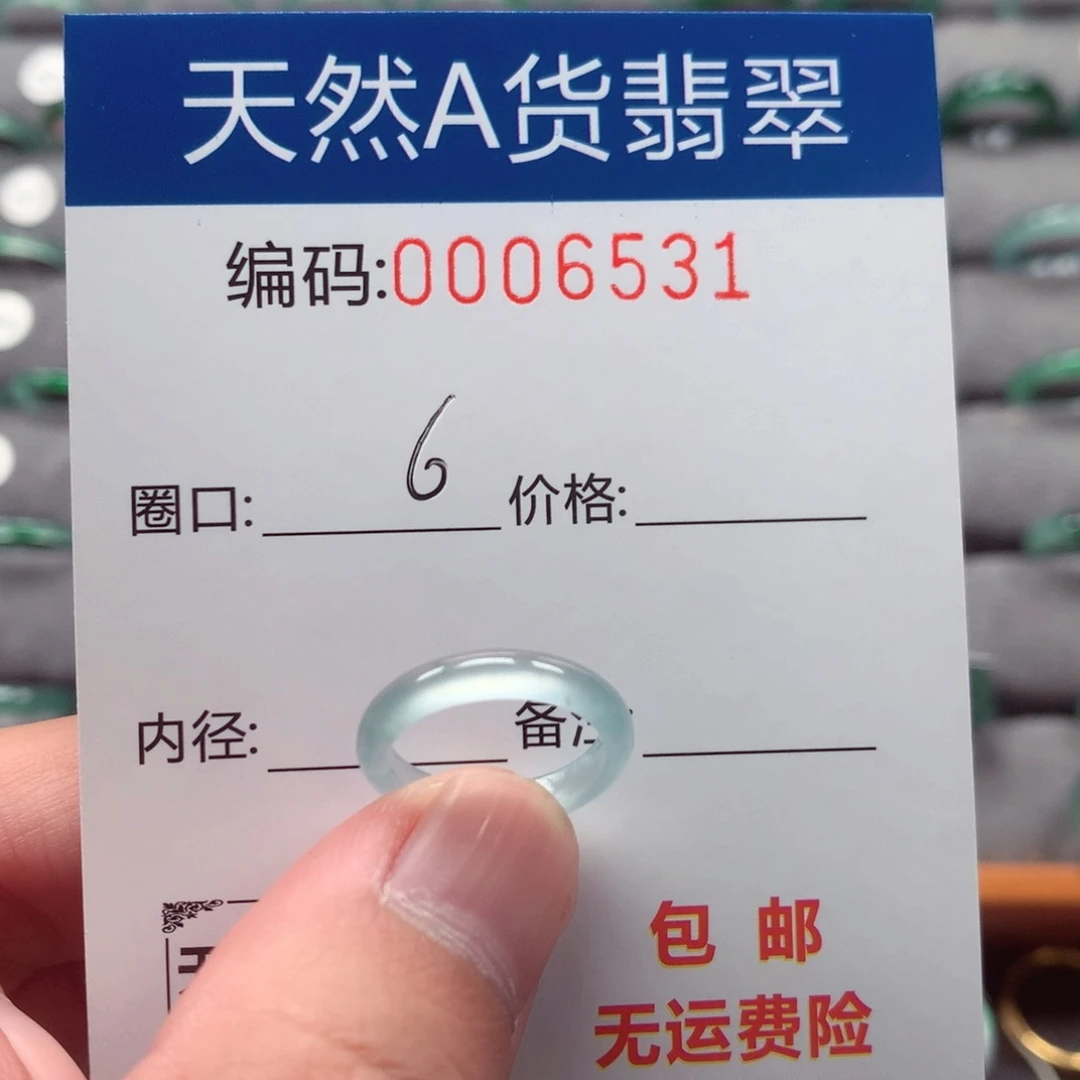 天然A货翡翠
编码:0006531
圈口: 6 价格:
内径: 备
包邮
无运费险